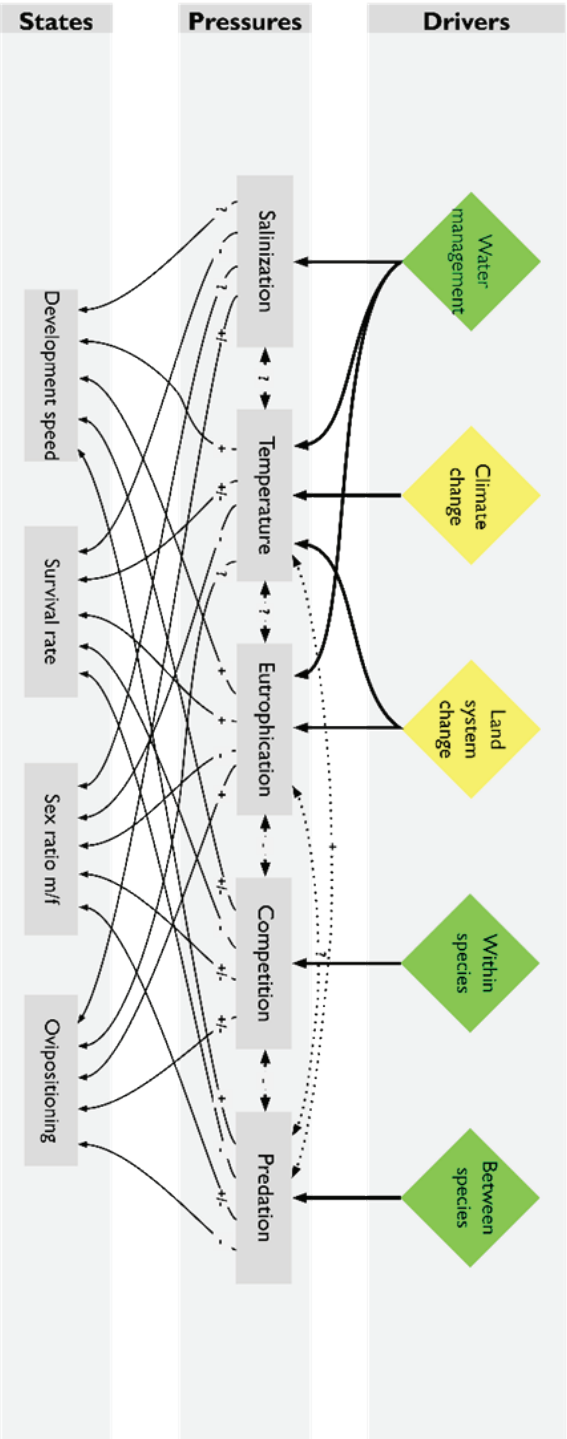 States
Pressures
Drivers
Water
management
Climate
change
Land
system
change
Within
species
Between
species
Salinization
?
Temperature
?
Eutrophication
-
Competition
-
Predation
+
?
?
-
?
+/-
+
+/-
-
?
+
+
-
+
+/-
-
+/-
+/-
+
-
+/-
-
Development speed
Survival rate
Sex ratio m/f
Ovipositioning